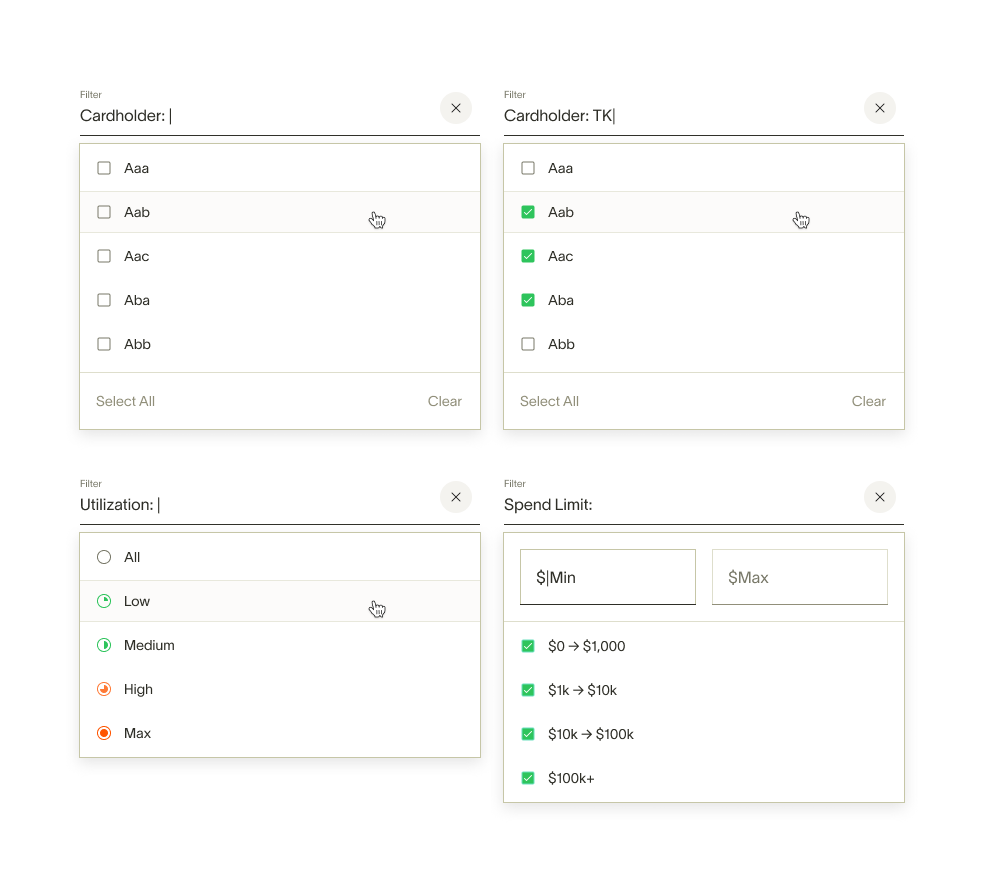 Filter
Cardholder: |
Aaa
Aab
Aac
Aba
Abb
Select All Clear
Filter
Cardholder: TK|
Aaa
Aab
Aac
Aba
Abb
Select All Clear
Filter
Utilization: |
All
Low
Medium
High
Max
Filter
Spend Limit:
$|Min $Max
$0 → $1,000
$1k → $10k
$10k → $100k
$100k+